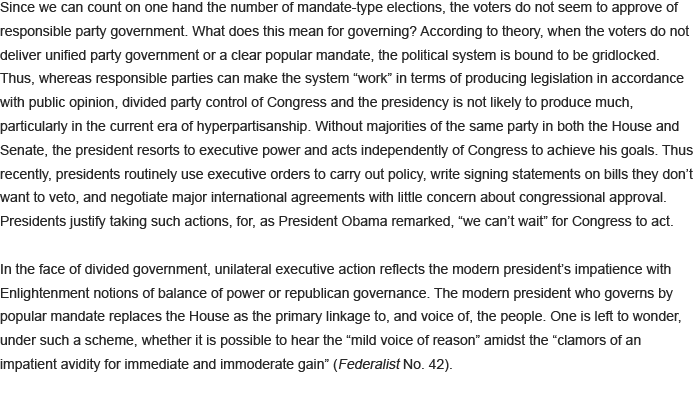 Since we can count on one hand the number of mandate-type elections, the voters do not seem to approve of
responsible party government. What does this mean for governing? According to theory, when the voters do not
deliver unified party government or a clear popular mandate, the political system is bound to be gridlocked.
Thus, whereas responsible parties can make the system “work” in terms of producing legislation in accordance
with public opinion, divided party control of Congress and the presidency is not likely to produce much,
particularly in the current era of hyperpartisanship. Without majorities of the same party in both the House and
Senate, the president resorts to executive power and acts independently of Congress to achieve his goals. Thus
recently, presidents routinely use executive orders to carry out policy, write signing statements on bills they don’t
want to veto, and negotiate major international agreements with little concern about congressional approval.
Presidents justify taking such actions, for, as President Obama remarked, “we can’t wait” for Congress to act.

In the face of divided government, unilateral executive action reflects the modern president’s impatience with
Enlightenment notions of balance of power or republican governance. The modern president who governs by
popular mandate replaces the House as the primary linkage to, and voice of, the people. One is left to wonder,
under such a scheme, whether it is possible to hear the “mild voice of reason” amidst the “clamors of an
impatient avidity for immediate and immoderate gain” (Federalist No. 42).